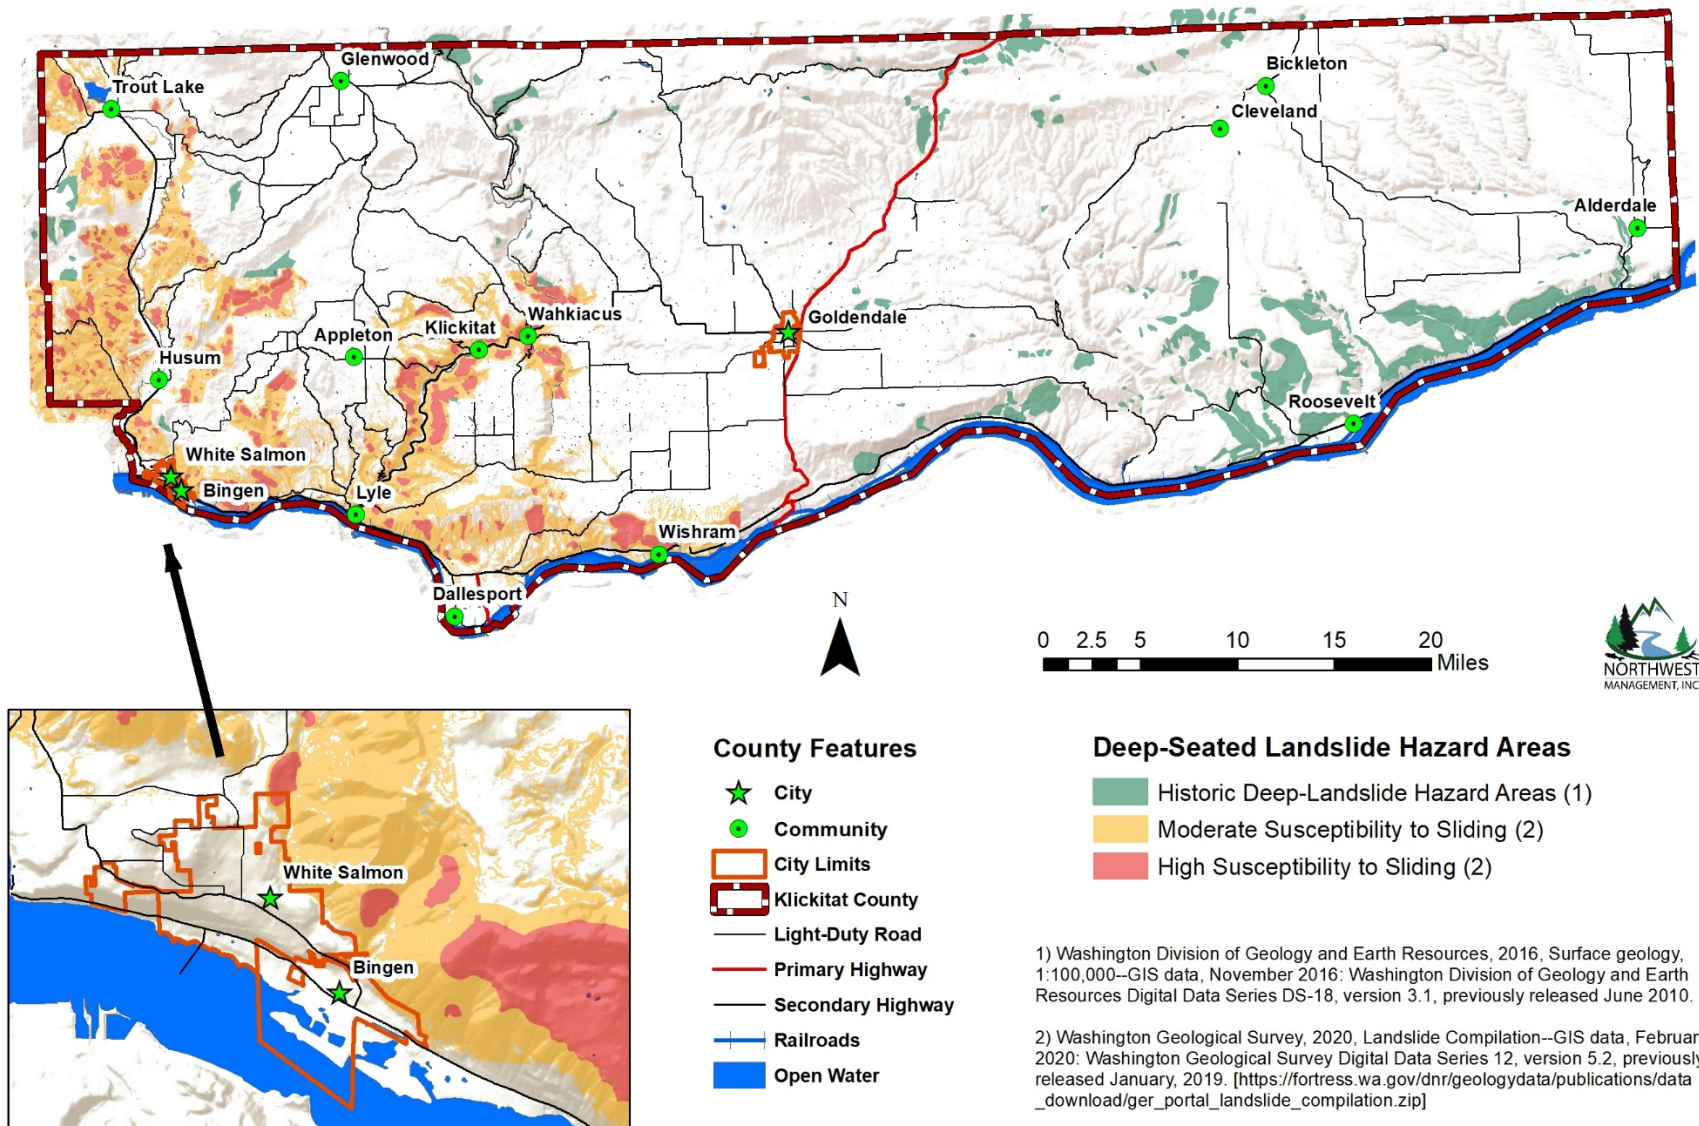 Glenwood
Trout Lake
Bickleton
Cleveland
Alderdale
Goldendale
Wahkiacus
Klickitat
Appleton
Husum
Roosevelt
White Salmon
Bingen
Lyle
Wishram
Dallesport
N
0 2.5 5 10 15 20
Miles
NORTHWEST
MANAGEMENT, INC
White Salmon
Bingen
County Features
City
Community
City Limits
Klickitat County
Light-Duty Road
Primary Highway
Secondary Highway
Railroads
Open Water
Deep-Seated Landslide Hazard Areas
Historic Deep-Landslide Hazard Areas (1)
Moderate Susceptibility to Sliding (2)
High Susceptibility to Sliding (2)
1) Washington Division of Geology and Earth Resources, 2016, Surface geology,
1:100,000--GIS data, November 2016: Washington Division of Geology and Earth
Resources Digital Data Series DS-18, version 3.1, previously released June 2010.
2) Washington Geological Survey, 2020, Landslide Compilation--GIS data, Februar
2020: Washington Geological Survey Digital Data Series 12, version 5.2, previously
released January, 2019. [https://fortress.wa.gov/dnr/geologydata/publications/data
_download/ger_portal_landslide_compilation.zip]